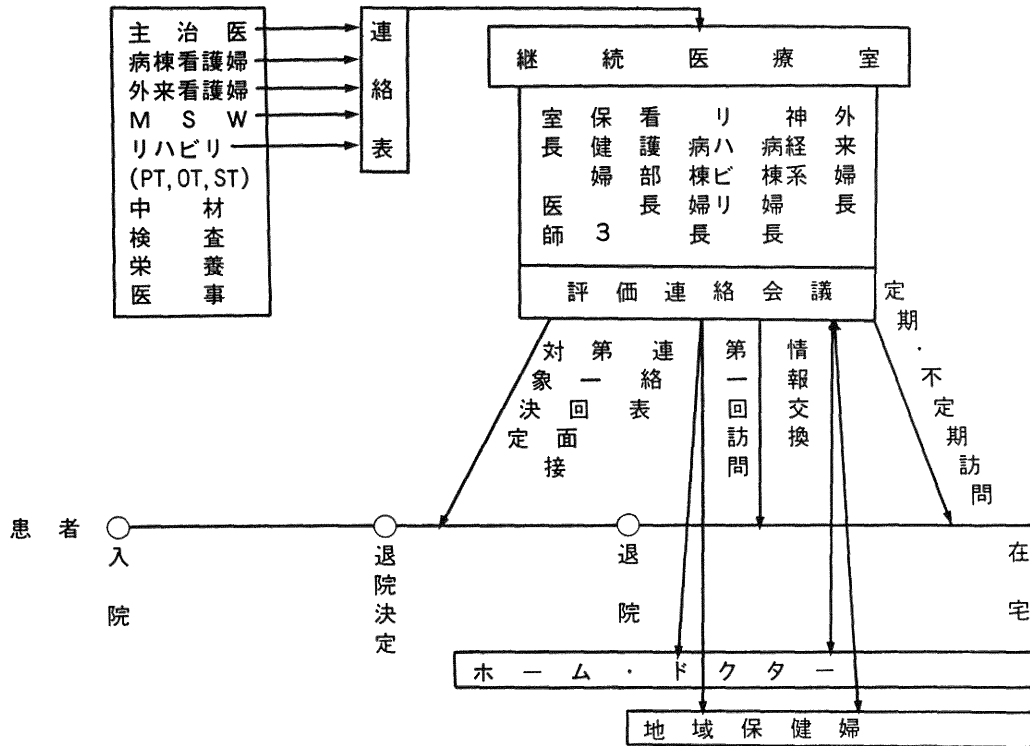 主治医
病棟看護婦
外来看護婦
MSW
リハビリ
(PT, OT, ST)
中材
検査
栄養
医事
連絡表
継続医療室
室長 医師
保健婦 3
看護部長
リハビリ病棟婦長
神経系病棟婦長
外来婦長
評価連絡会議
対象決定
第一回面接
連絡表
第一回訪問
情報交換
定期・不定期訪問
患者
入院
退院決定
退院
在宅
ホーム・ドクター
地域保健婦